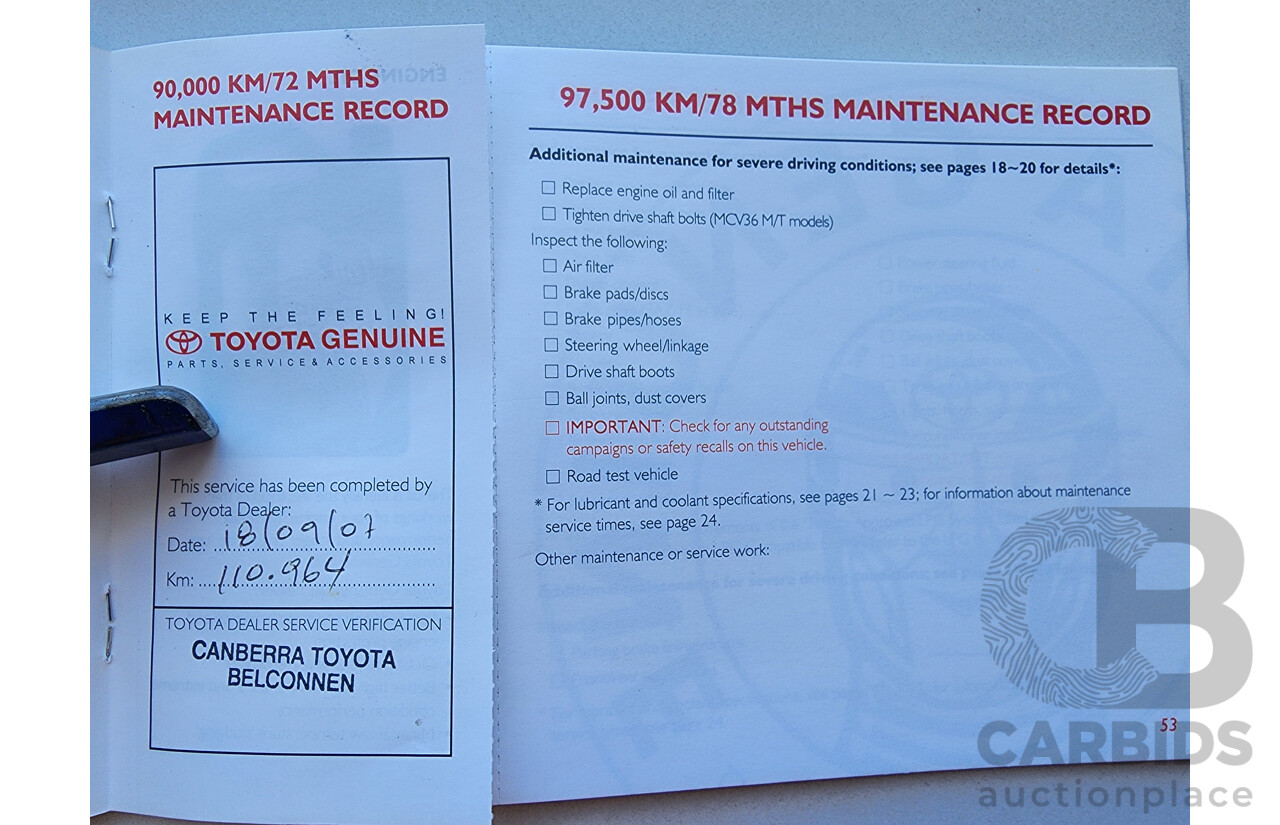 90,000 KM/72 MTHS
MAINTENANCE RECORD
KEEP THE FEELING!
TOYOTA GENUINE
PARTS, SERVICE & ACCESSORIES
This service has been completed by
a Toyota Dealer:
Date: 18/09/07
Km: 110.964
TOYOTA DEALER SERVICE VERIFICATION
CANBERRA TOYOTA
BELCONNEN
97,500 KM/78 MTHS MAINTENANCE RECORD
Additional maintenance for severe driving conditions; see pages 18~20 for details*:
Replace engine oil and filter
Tighten drive shaft bolts (MCV36 M/T models)
Inspect the following:
Air filter
Brake pads/discs
Brake pipes/hoses
Steering wheel/linkage
Drive shaft boots
Ball joints, dust covers
IMPORTANT: Check for any outstanding
campaigns or safety recalls on this vehicle.
Road test vehicle
* For lubricant and coolant specifications, see pages 21 ~ 23; for information about maintenance
service times, see page 24.
Other maintenance or service work:
53
CB
CARBIDS
auctionplace